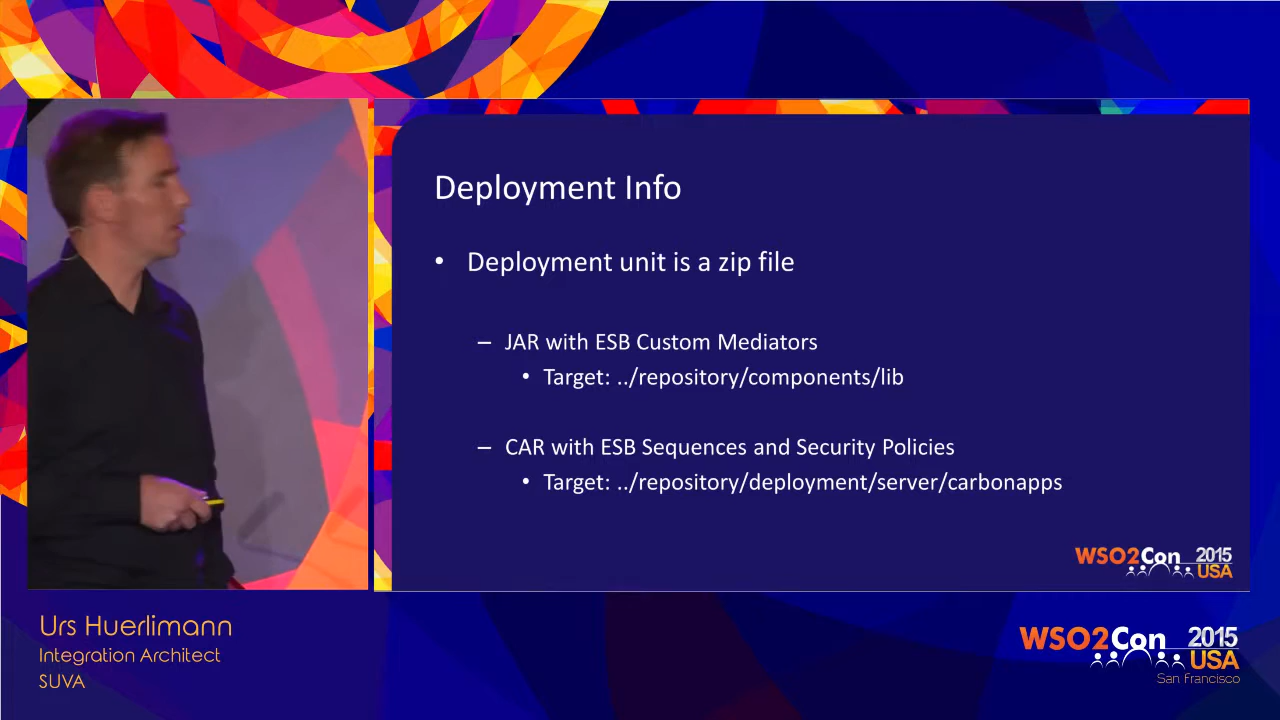 Deployment Info
• Deployment unit is a zip file
– JAR with ESB Custom Mediators
• Target: ../repository/components/lib
– CAR with ESB Sequences and Security Policies
• Target: ../repository/deployment/server/carbonapps
WSO2Con 2015
USA
Urs Huerlimann
Integration Architect
SUVA
WSO2Con 2015
USA
San Francisco